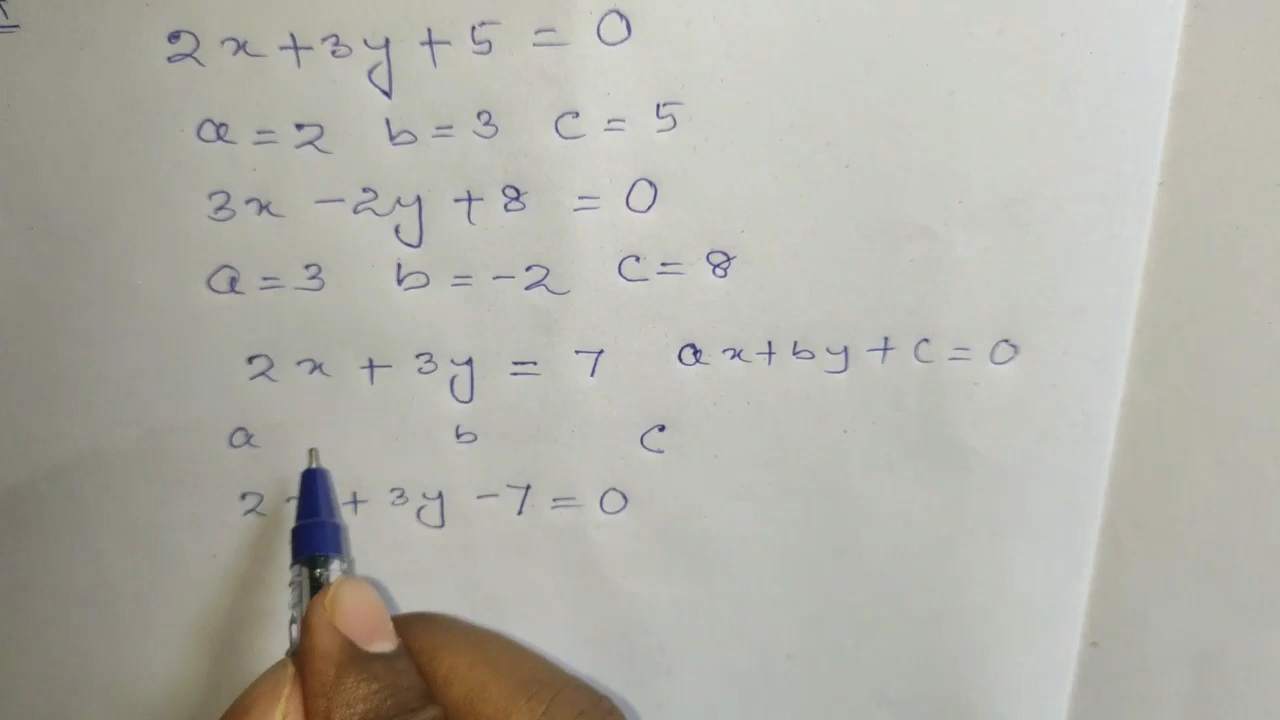 2x+3y+5=0
a=2 b=3 c=5
3x-2y+8=0
a=3 b=-2 c=8
2x+3y=7 ax+by+c=0
a b c
2 +3y-7=0